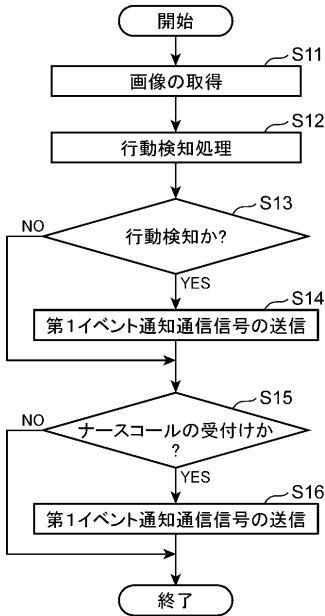 開始
S11
画像の取得
S12
行動検知処理
S13
行動検知か?
NO
YES
S14
第1イベント通知通信信号の送信
S15
ナースコールの受付けか
?
NO
YES
S16
第1イベント通知通信信号の送信
終了